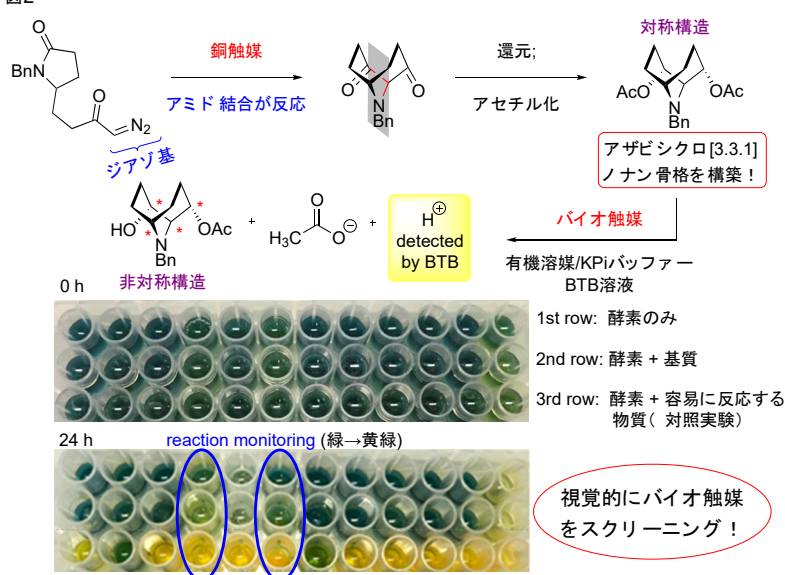 図2
O
BnN
O
N2
ジアゾ基
銅触媒
アミド 結合が反応
O
O
N
Bn
還元;
アセチル化
対称構造
AcO
OAc
N
Bn
アザビシクロ[3.3.1]
ノナン骨格を構築！
HO
*
*
*
*
OAc
N
Bn
非対称構造
+
O
H3C
O⊖
+
H⊕
detected
by BTB
バイオ触媒
有機溶媒/KPiバッファー
BTB溶液
0 h
1st row: 酵素のみ
2nd row: 酵素 + 基質
3rd row: 酵素 + 容易に反応する
物質( 対照実験)
24 h
reaction monitoring (緑→黄緑)
視覚的にバイオ触媒
をスクリーニング！